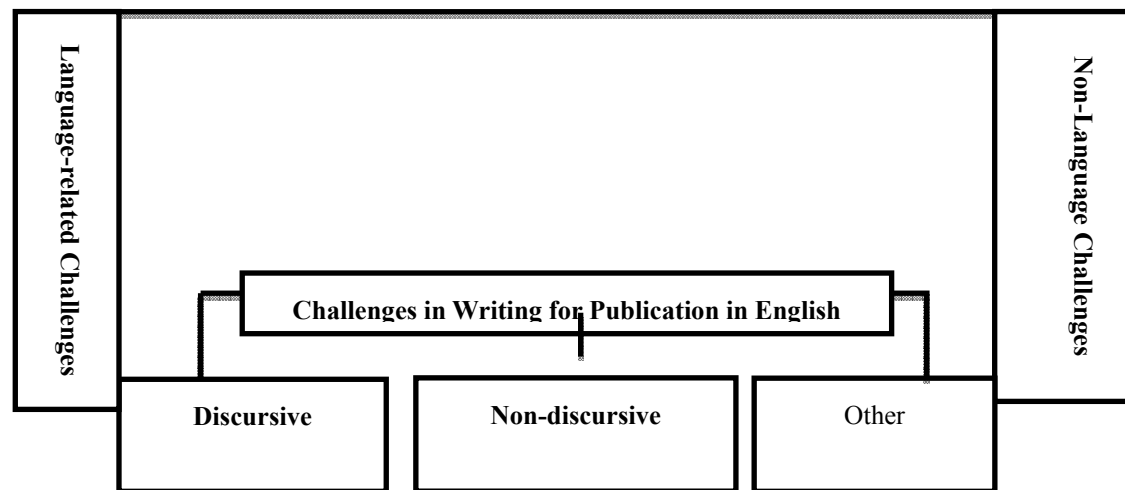 Language-related Challenges
Non-Language Challenges
Challenges in Writing for Publication in English
Discursive
Non-discursive
Other